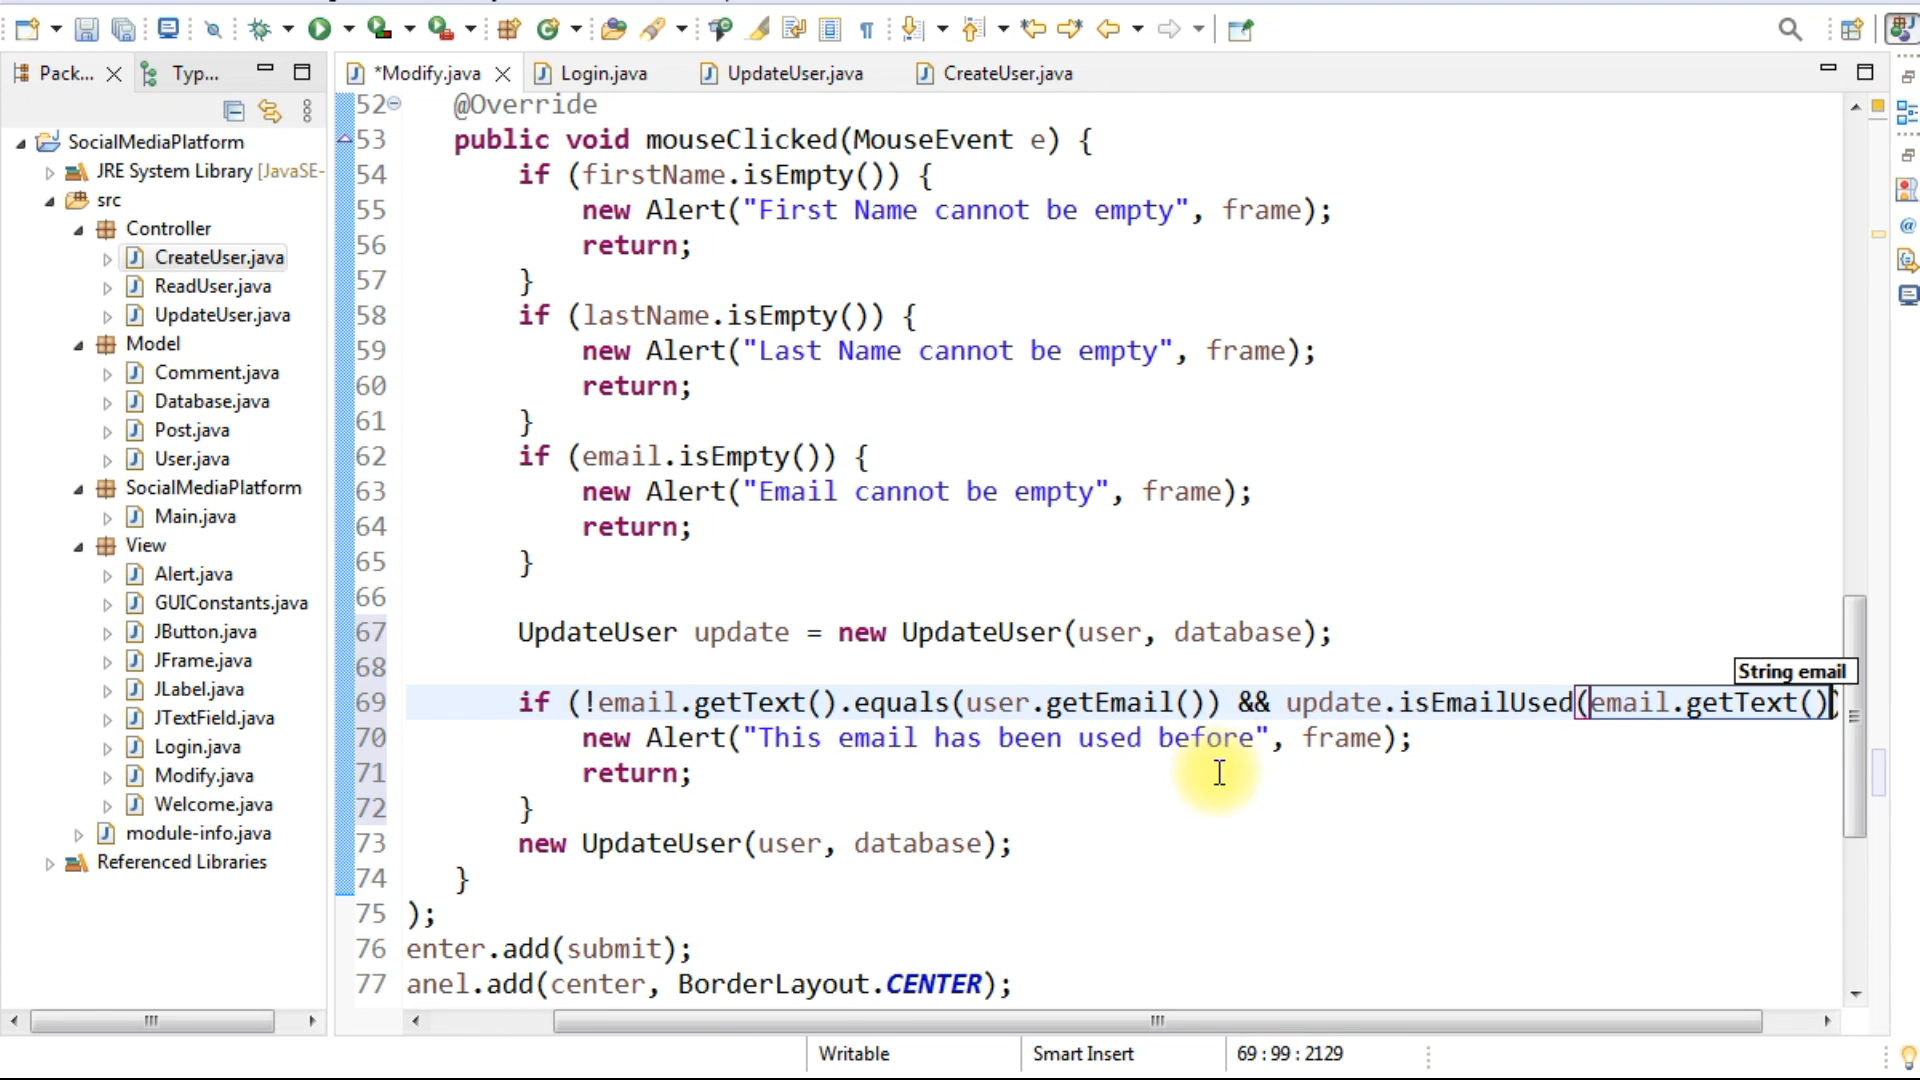 Pack...
Typ...
*Modify.java
Login.java
UpdateUser.java
CreateUser.java
SocialMediaPlatform
JRE System Library [JavaSE-
src
Controller
CreateUser.java
ReadUser.java
UpdateUser.java
Model
Comment.java
Database.java
Post.java
User.java
SocialMediaPlatform
Main.java
View
Alert.java
GUIConstants.java
JButton.java
JFrame.java
JLabel.java
JTextField.java
Login.java
Modify.java
Welcome.java
module-info.java
Referenced Libraries
52 @Override
53 public void mouseClicked(MouseEvent e) {
54 if (firstName.isEmpty()) {
55 new Alert("First Name cannot be empty", frame);
56 return;
57 }
58 if (lastName.isEmpty()) {
59 new Alert("Last Name cannot be empty", frame);
60 return;
61 }
62 if (email.isEmpty()) {
63 new Alert("Email cannot be empty", frame);
64 return;
65 }
66
67 UpdateUser update = new UpdateUser(user, database);
68
String email
69 if (!email.getText().equals(user.getEmail()) && update.isEmailUsed(email.getText())
70 new Alert("This email has been used before", frame);
71 return;
72 }
73 new UpdateUser(user, database);
74 }
75 );
76 enter.add(submit);
77 anel.add(center, BorderLayout.CENTER);
Writable
Smart Insert
69 : 99 : 2129